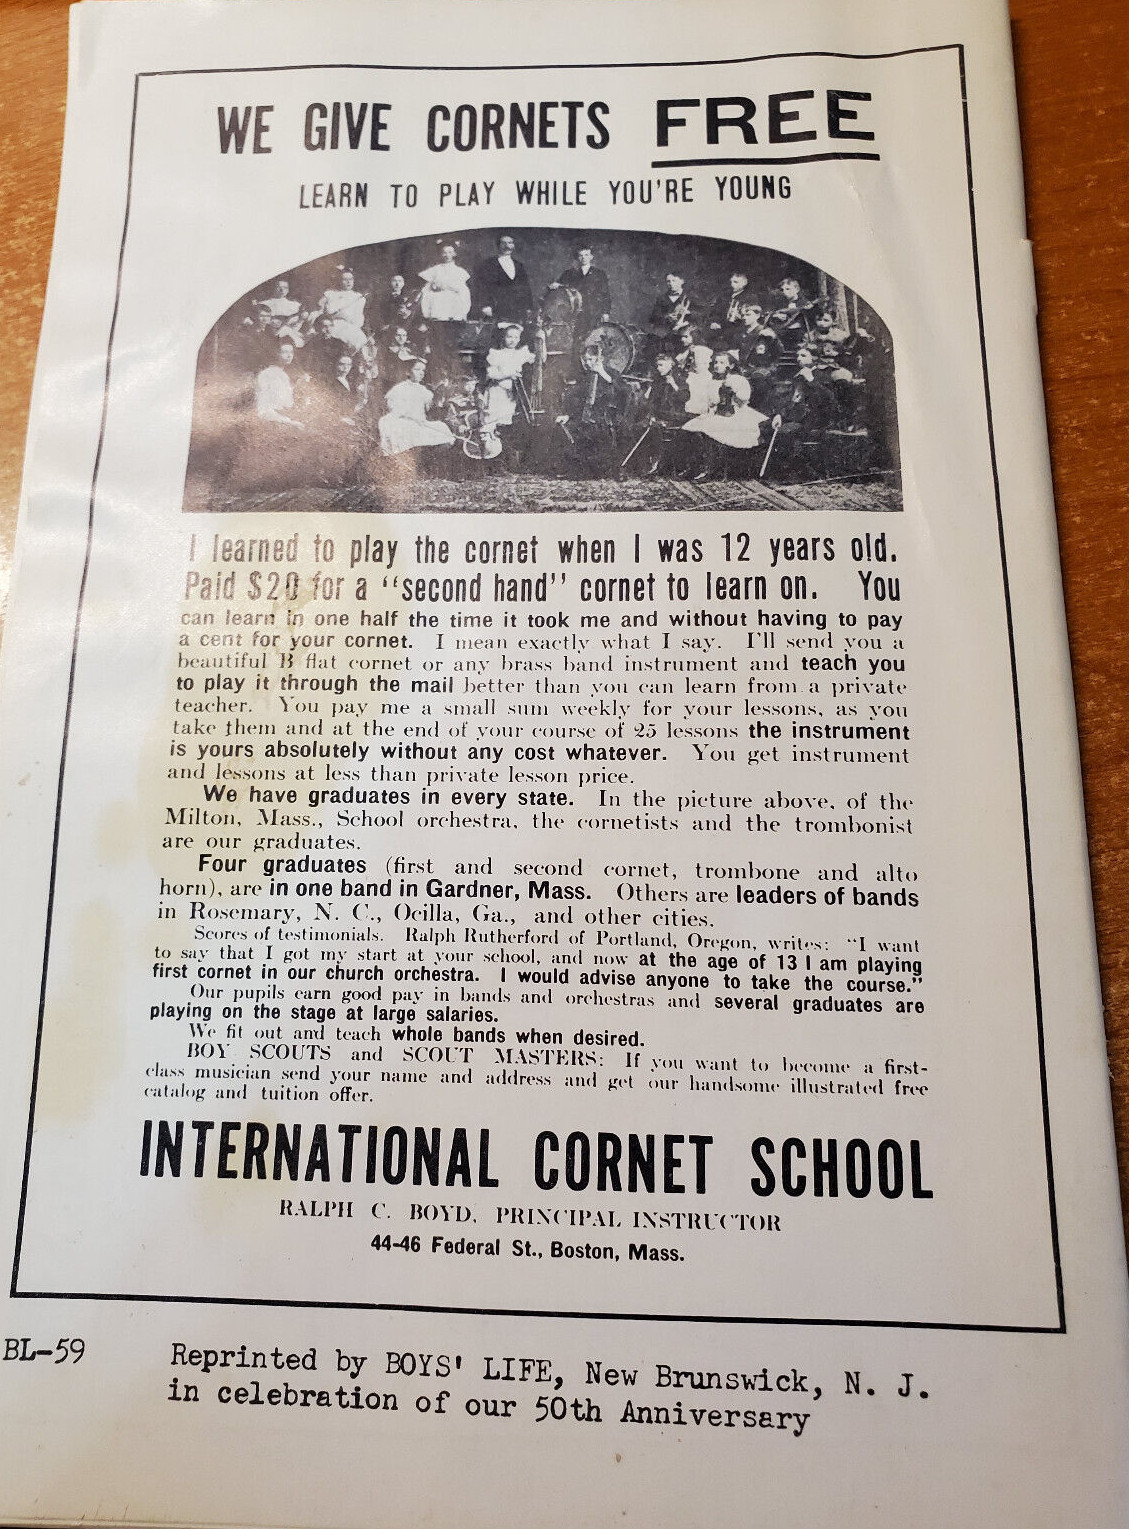 WE GIVE CORNETS FREE
LEARN TO PLAY WHILE YOU'RE YOUNG
I learned to play the cornet when I was 12 years old.
Paid $20 for a "second hand" cornet to learn on. You
can learn in one half the time it took me and without having to pay
a cent for your cornet. I mean exactly what I say. I'll send you a
beautiful B flat cornet or any brass band instrument and teach you
to play it through the mail better than you can learn from a private
teacher. You pay me a small sum weekly for your lessons, as you
take them and at the end of your course of 25 lessons the instrument
is yours absolutely without any cost whatever. You get instrument
and lessons at less than private lesson price.
We have graduates in every state. In the picture above, of the
Milton, Mass., School orchestra, the cornetists and the trombonist
are our graduates.
Four graduates (first and second cornet, trombone and alto
horn), are in one band in Gardner, Mass. Others are leaders of bands
in Rosemary, N. C., Ocilla, Ga., and other cities.
Scores of testimonials. Ralph Rutherford of Portland, Oregon, writes: "I want
to say that I got my start at your school, and now at the age of 13 I am playing
first cornet in our church orchestra. I would advise anyone to take the course."
Our pupils earn good pay in bands and orchestras and several graduates are
playing on the stage at large salaries.
We fit out and teach whole bands when desired.
BOY SCOUTS and SCOUT MASTERS: If you want to become a first-
class musician send your name and address and get our handsome illustrated free
catalog and tuition offer.
INTERNATIONAL CORNET SCHOOL
RALPH C. BOYD, PRINCIPAL INSTRUCTOR
44-46 Federal St., Boston, Mass.
BL-59 Reprinted by BOYS' LIFE, New Brunswick, N. J.
in celebration of our 50th Anniversary